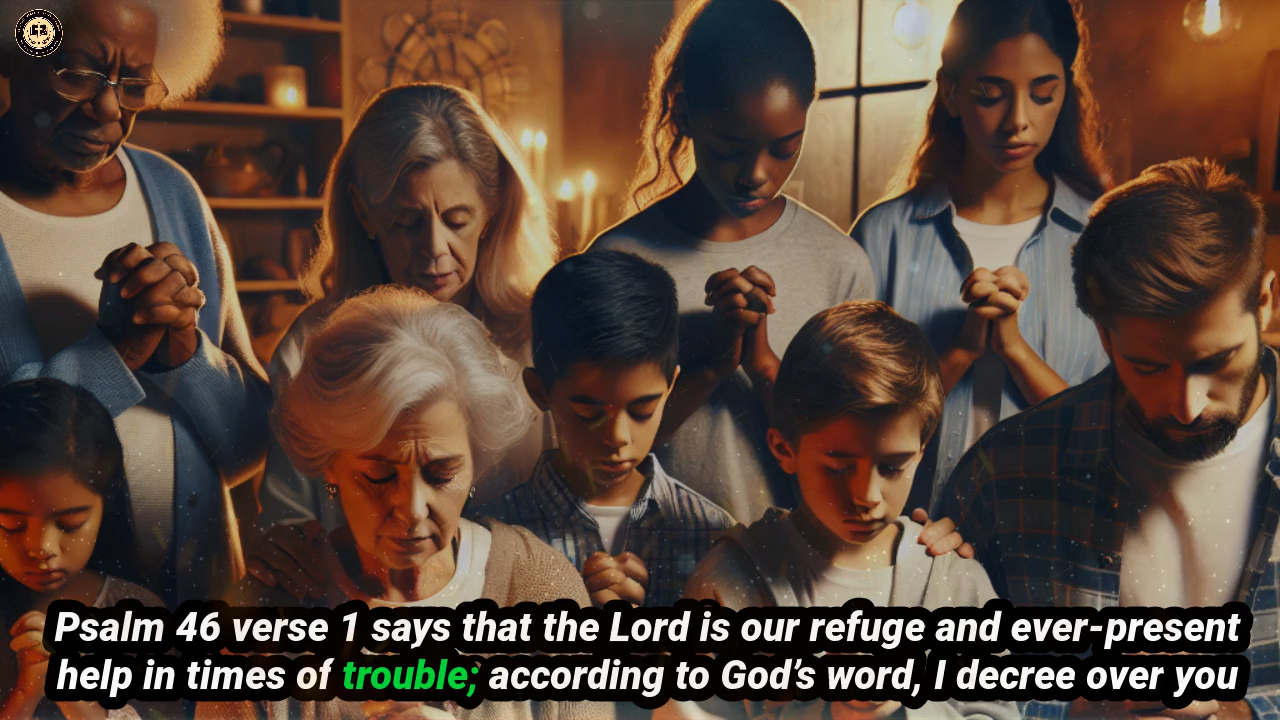 Psalm 46 verse 1 says that the Lord is our refuge and ever-present
help in times of trouble; according to God’s word, I decree over you